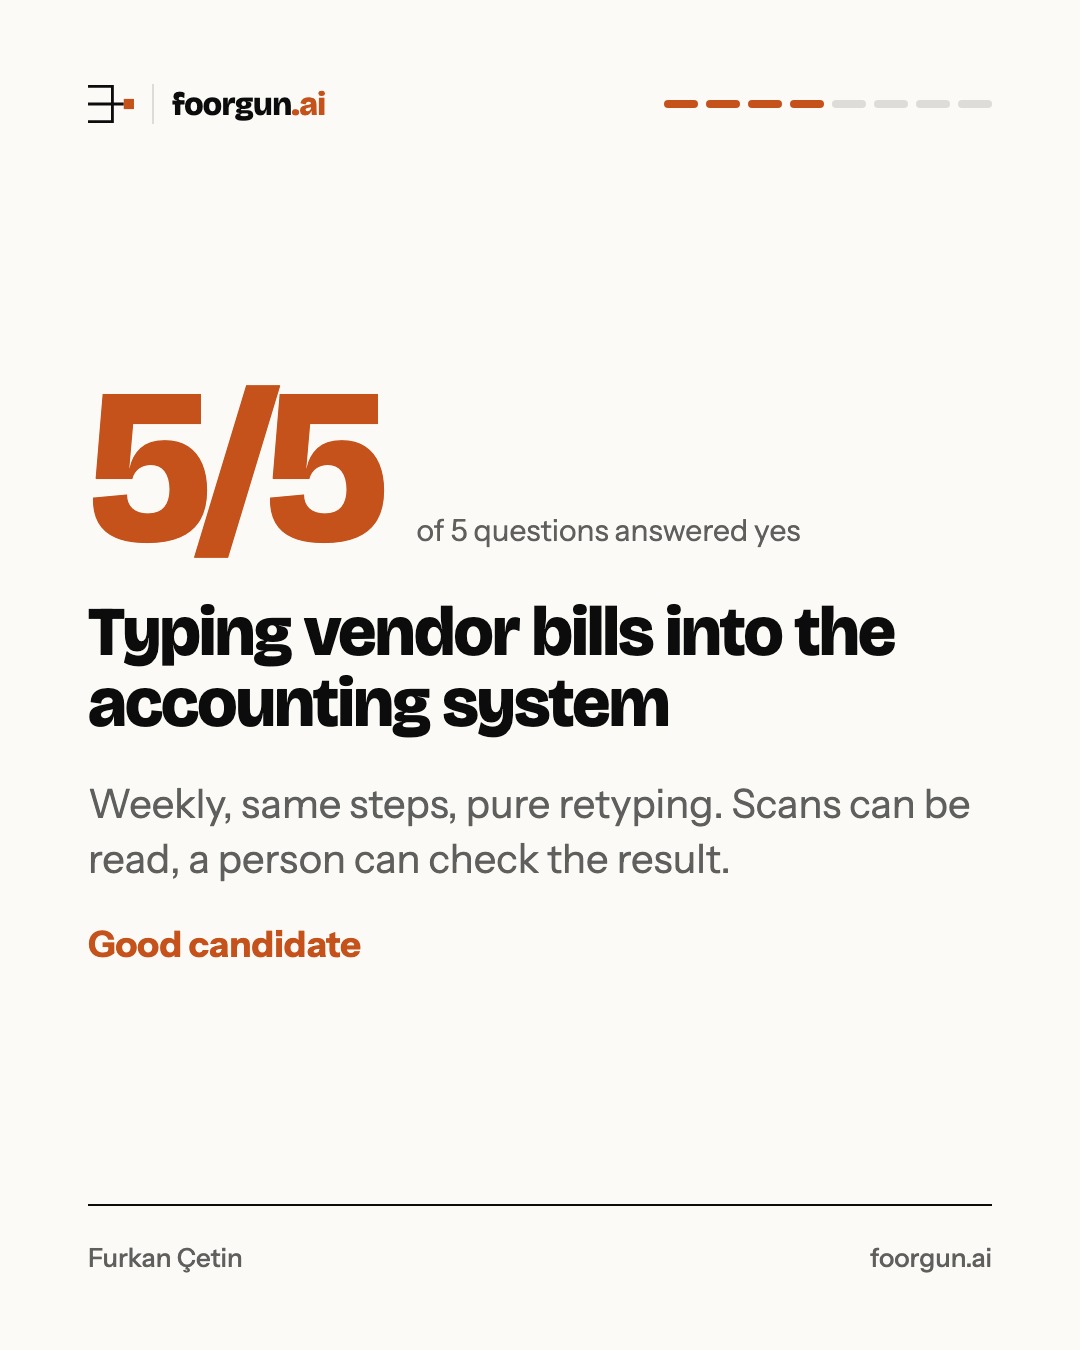 foorgun.ai
5/5 of 5 questions answered yes
Typing vendor bills into the
accounting system
Weekly, same steps, pure retyping. Scans can be
read, a person can check the result.
Good candidate
Furkan Çetin
foorgun.ai